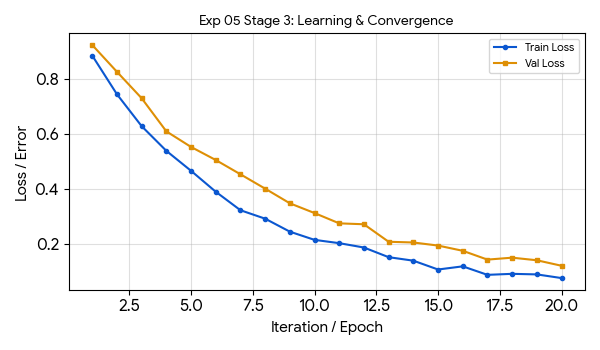 Exp 05 Stage 3: Learning & Convergence
Train Loss
Val Loss
Loss / Error
0.8
0.6
0.4
0.2
2.5 5.0 7.5 10.0 12.5 15.0 17.5 20.0
Iteration / Epoch